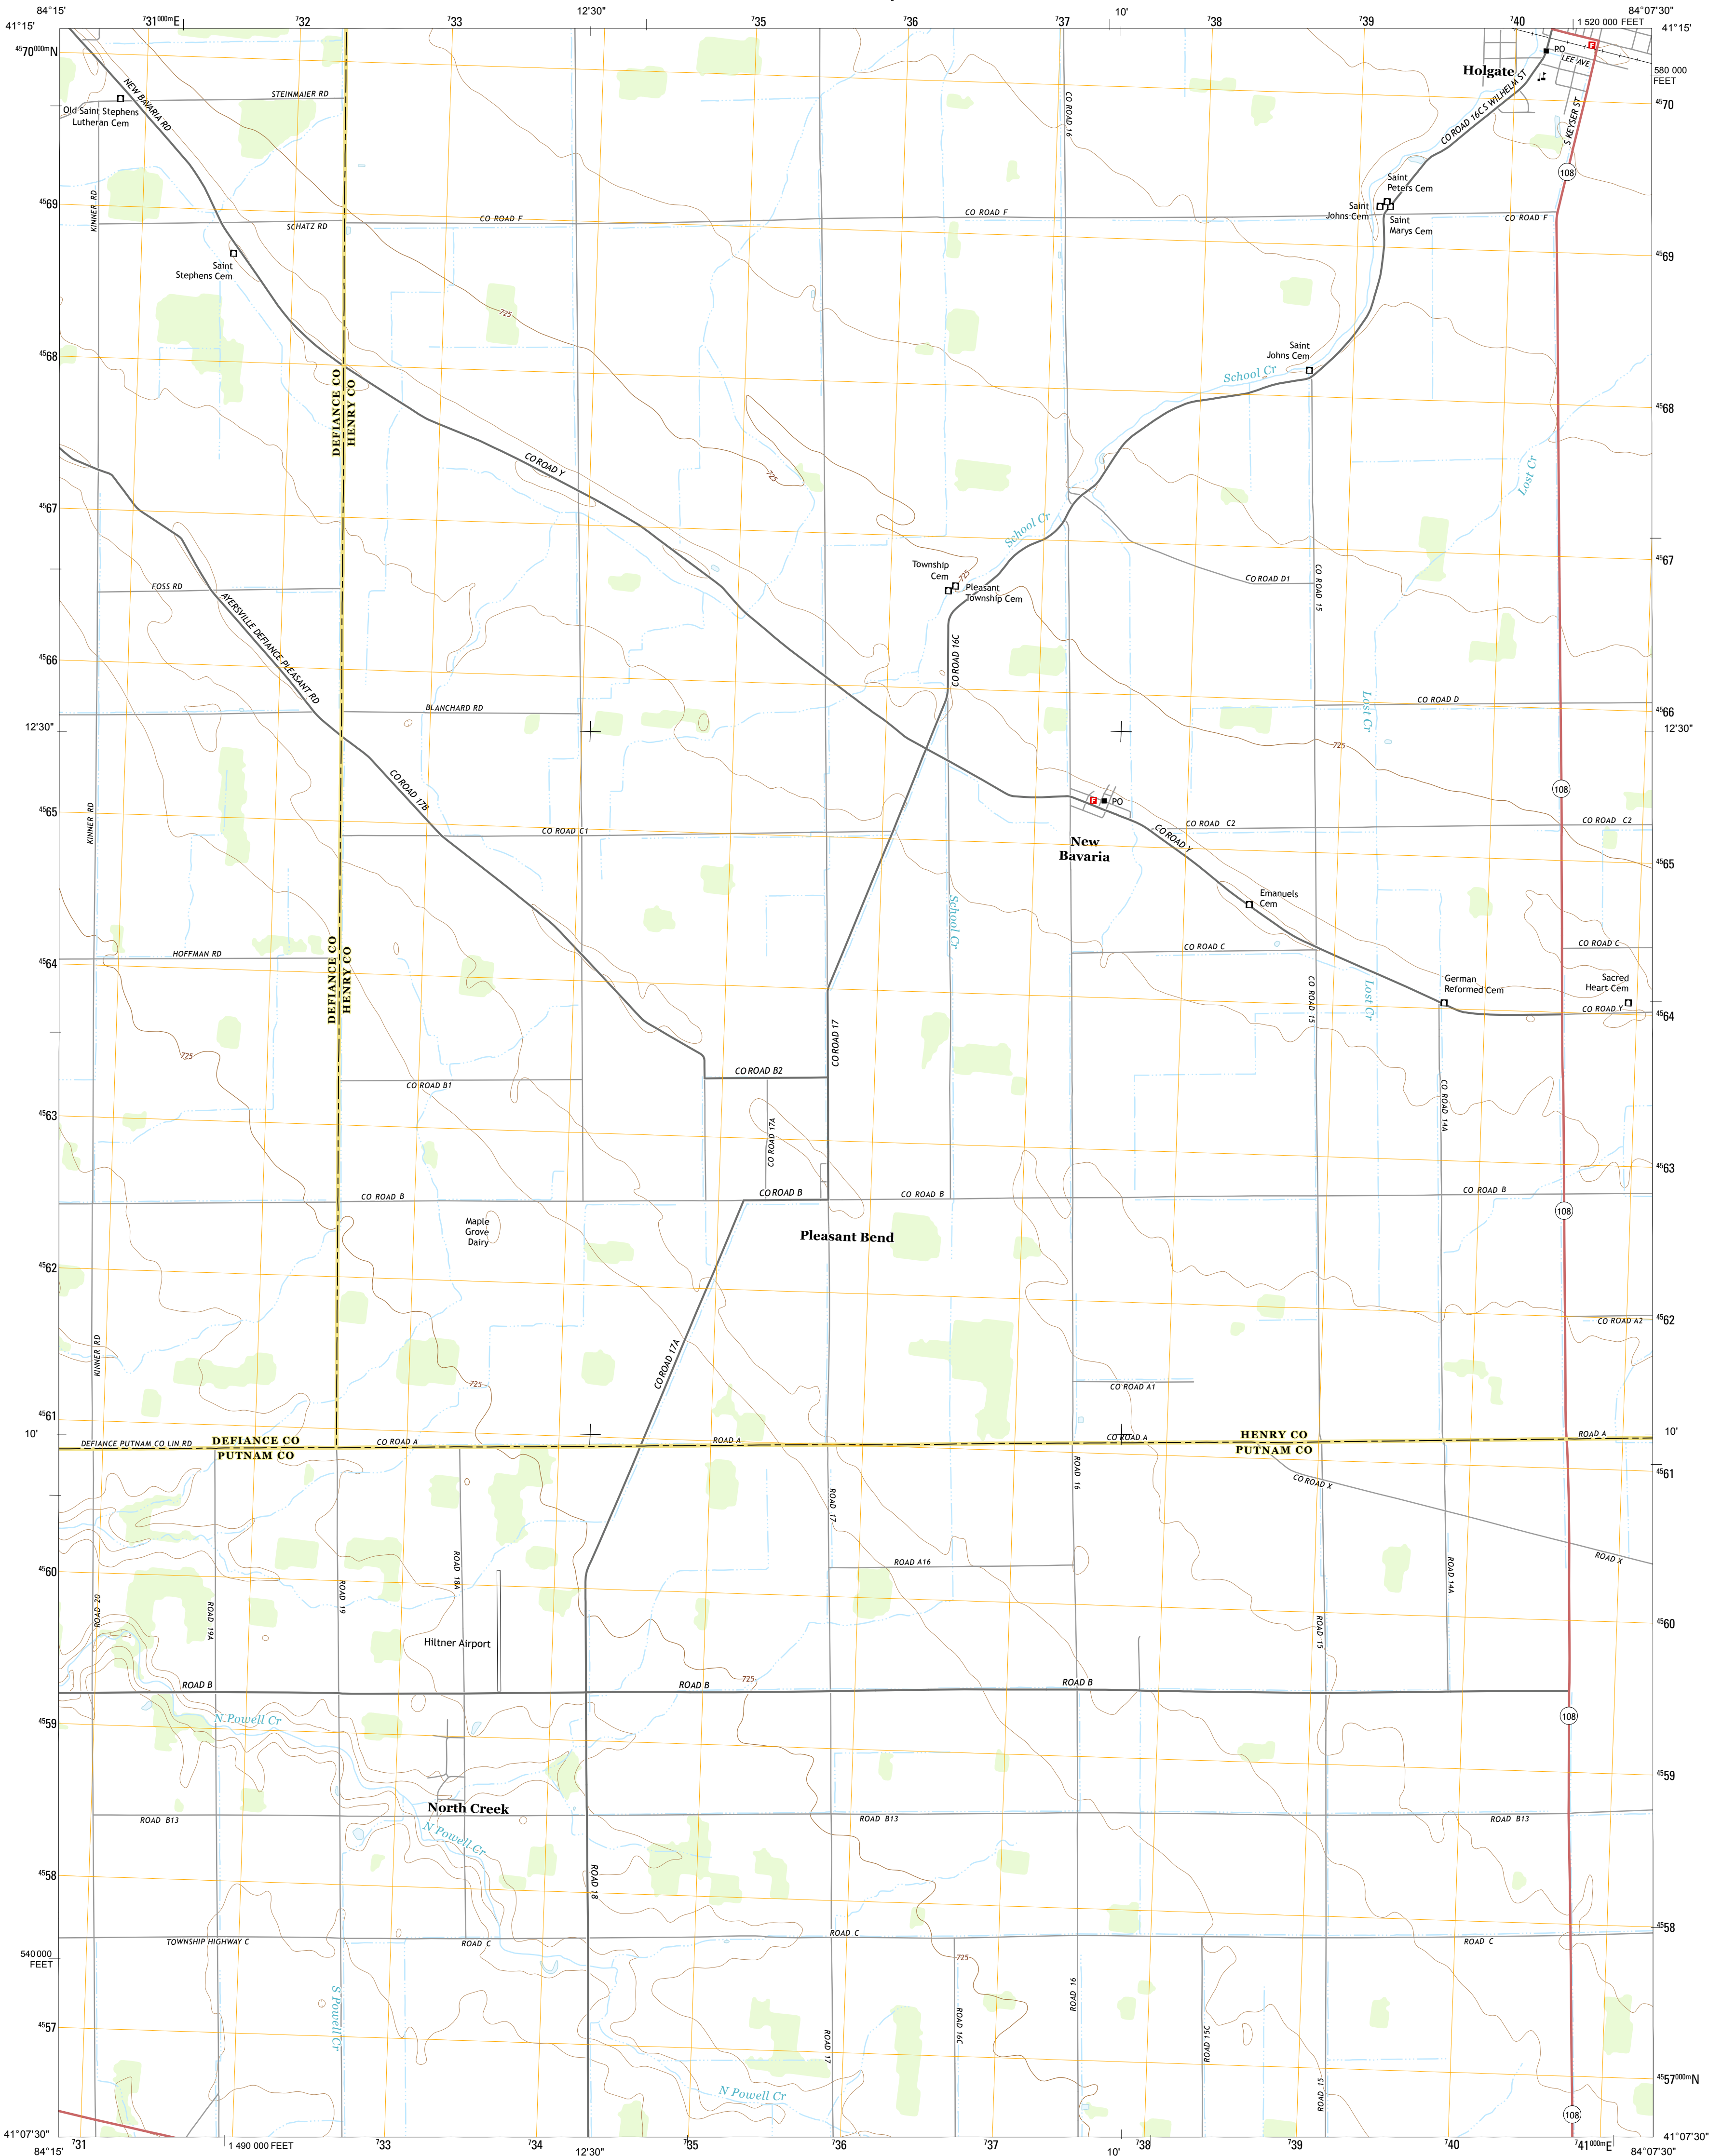 84°15'
⁷31⁰⁰⁰ᵐE
⁷32
⁷33
12'30"
⁷35
⁷36
⁷37
10'
⁷38
⁷39
⁷40
1 520 000 FEET
84°07'30"
41°15'
41°15'
⁴⁵70⁰⁰⁰ᵐN
PO
F
LEE AVE
Holgate
580 000
FEET
NEW BAVARIA RD
STEINMAIER RD
CO ROAD 16
CO ROAD 16C
S WILHELM ST
S KEYSER ST
⁴⁵70
Old Saint Stephens
Lutheran Cem
108
Saint
Peters Cem
KINNER RD
⁴⁵69
Saint
Johns Cem
Saint
Marys Cem
CO ROAD F
CO ROAD F
CO ROAD F
SCHATZ RD
⁴⁵69
Saint
Stephens Cem
725
⁴⁵68
Saint
Johns Cem
School Cr
DEFIANCE CO
HENRY CO
⁴⁵68
CO ROAD Y
725
Lost Cr
⁴⁵67
School Cr
⁴⁵67
Township
Cem
725
Pleasant
Township Cem
CO ROAD D1
CO ROAD 15
FOSS RD
AYERSVILLE DEFIANCE PLEASANT RD
CO ROAD 16C
⁴⁵66
BLANCHARD RD
CO ROAD D
Lost Cr
⁴⁵66
12'30"
12'30"
725
CO ROAD 17B
108
F
PO
⁴⁵65
KINNER RD
CO ROAD C1
CO ROAD C2
CO ROAD C2
CO ROAD Y
New
Bavaria
⁴⁵65
Emanuels
Cem
School Cr
DEFIANCE CO
HENRY CO
HOFFMAN RD
CO ROAD C
CO ROAD C
⁴⁵64
German
Reformed Cem
Sacred
Heart Cem
CO ROAD 15
Lost Cr
CO ROAD Y
⁴⁵64
CO ROAD 17
725
CO ROAD B2
CO ROAD B1
CO ROAD 14A
⁴⁵63
CO ROAD 17A
⁴⁵63
CO ROAD B
CO ROAD B
CO ROAD B
CO ROAD B
108
Maple
Grove
Dairy
Pleasant Bend
⁴⁵62
⁴⁵62
CO ROAD A2
KINNER RD
CO ROAD 17A
725
CO ROAD A1
⁴⁵61
10'
10'
DEFIANCE PUTNAM CO LIN RD
DEFIANCE CO
PUTNAM CO
CO ROAD A
ROAD A
CO ROAD A
HENRY CO
PUTNAM CO
ROAD A
⁴⁵61
CO ROAD X
ROAD 16
ROAD 17
ROAD X
⁴⁵60
ROAD A16
ROAD 14A
ROAD 18A
ROAD 19
ROAD 20
ROAD 19A
ROAD 15
⁴⁵60
Hiltner Airport
725
ROAD B
ROAD B
ROAD B
⁴⁵59
N Powell Cr
108
⁴⁵59
North Creek
ROAD B13
ROAD B13
ROAD B13
N Powell Cr
⁴⁵58
ROAD 18
⁴⁵58
TOWNSHIP HIGHWAY C
ROAD C
ROAD C
ROAD C
540 000
FEET
725
ROAD 16
S Powell Cr
⁴⁵57
ROAD 17
ROAD 16C
ROAD 15C
ROAD 15
N Powell Cr
⁴⁵57⁰⁰⁰ᵐN
108
41°07'30"
41°07'30"
84°15'
⁷31
1 490 000 FEET
⁷33
⁷34
12'30"
⁷35
⁷36
⁷37
10'
⁷38
⁷39
⁷40
⁷41⁰⁰⁰ᵐE
84°07'30"